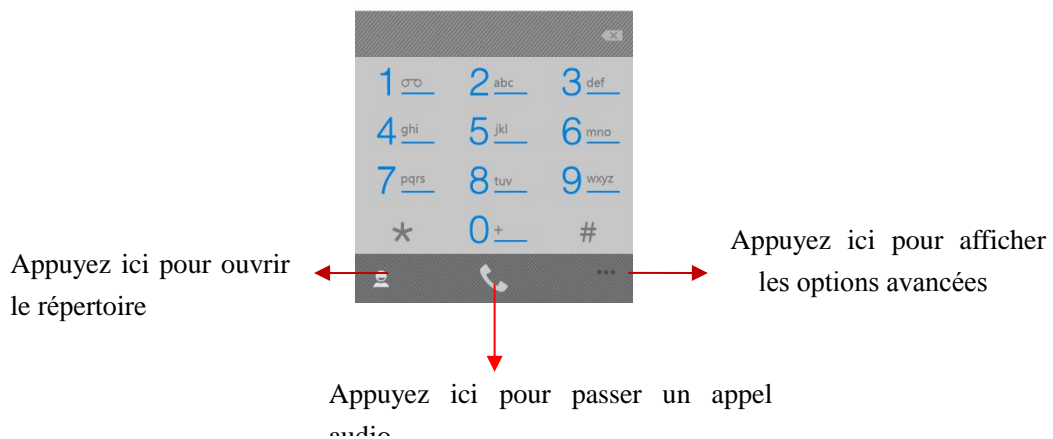 1 2 abc 3 def
4 ghi 5 jkl 6 mno
7 pqrs 8 tuv 9 wxyz
* 0 + #
Appuyez ici pour ouvrir
le répertoire
Appuyez ici pour afficher
les options avancées
Appuyez ici pour passer un appel
audio